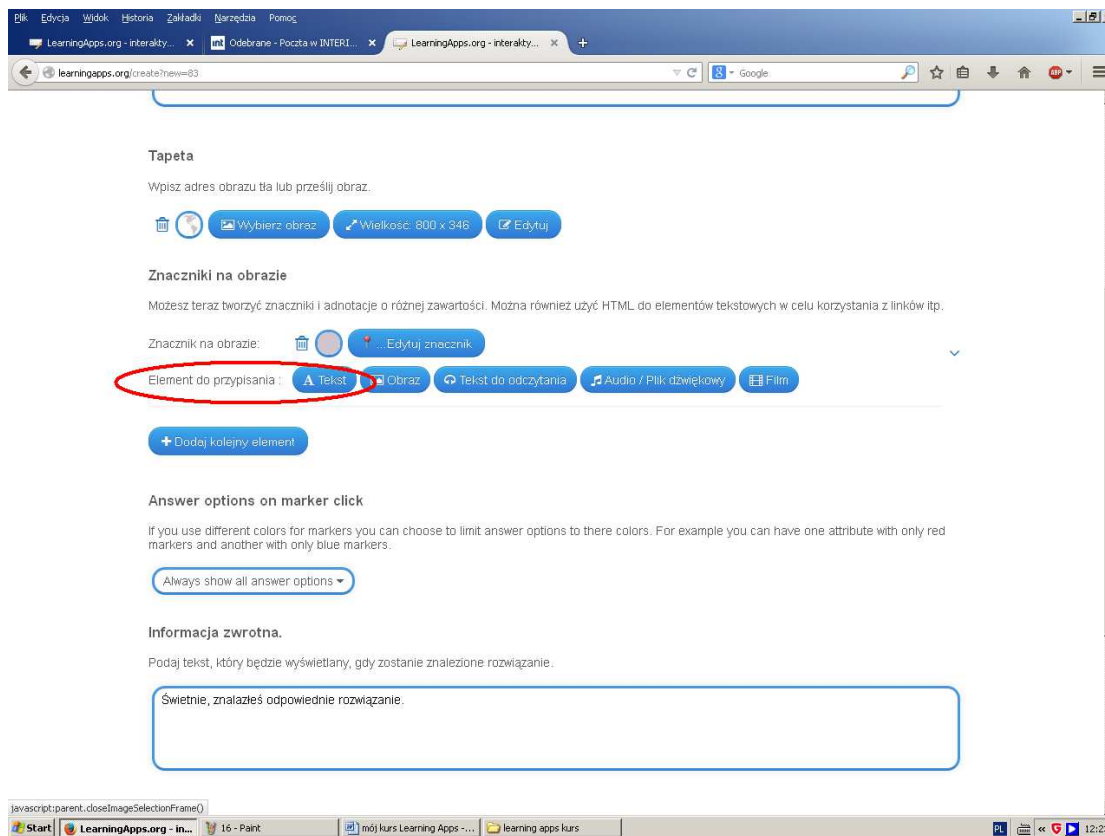 Plik Edycja Widok Historia Zakładki Narzędzia Pomoc
LearningApps.org - interakty... Odebrane - Poczta w INTERI... LearningApps.org - interakty...
learningapps.org/create?new=83 Google
Tapeta
Wpisz adres obrazu tła lub prześlij obraz.
Wybierz obraz Wielkość: 800 x 346 Edytuj
Znaczniki na obrazie
Możesz teraz tworzyć znaczniki i adnotacje o różnej zawartości. Można również użyć HTML do elementów tekstowych w celu korzystania z linków itp.
Znacznik na obrazie: ...Edytuj znacznik
Element do przypisania : A Tekst Obraz Tekst do odczytania Audio / Plik dźwiękowy Film
+ Dodaj kolejny element
Answer options on marker click
If you use different colors for markers you can choose to limit answer options to there colors. For example you can have one attribute with only red
markers and another with only blue markers.
Always show all answer options
Informacja zwrotna.
Podaj tekst, który będzie wyświetlany, gdy zostanie znalezione rozwiązanie.
Świetnie, znalazłeś odpowiednie rozwiązanie.
javascript:parent.closeImageSelectionFrame()
Start LearningApps.org - in... 16 - Paint mój kurs Learning Apps -... learning apps kurs PL